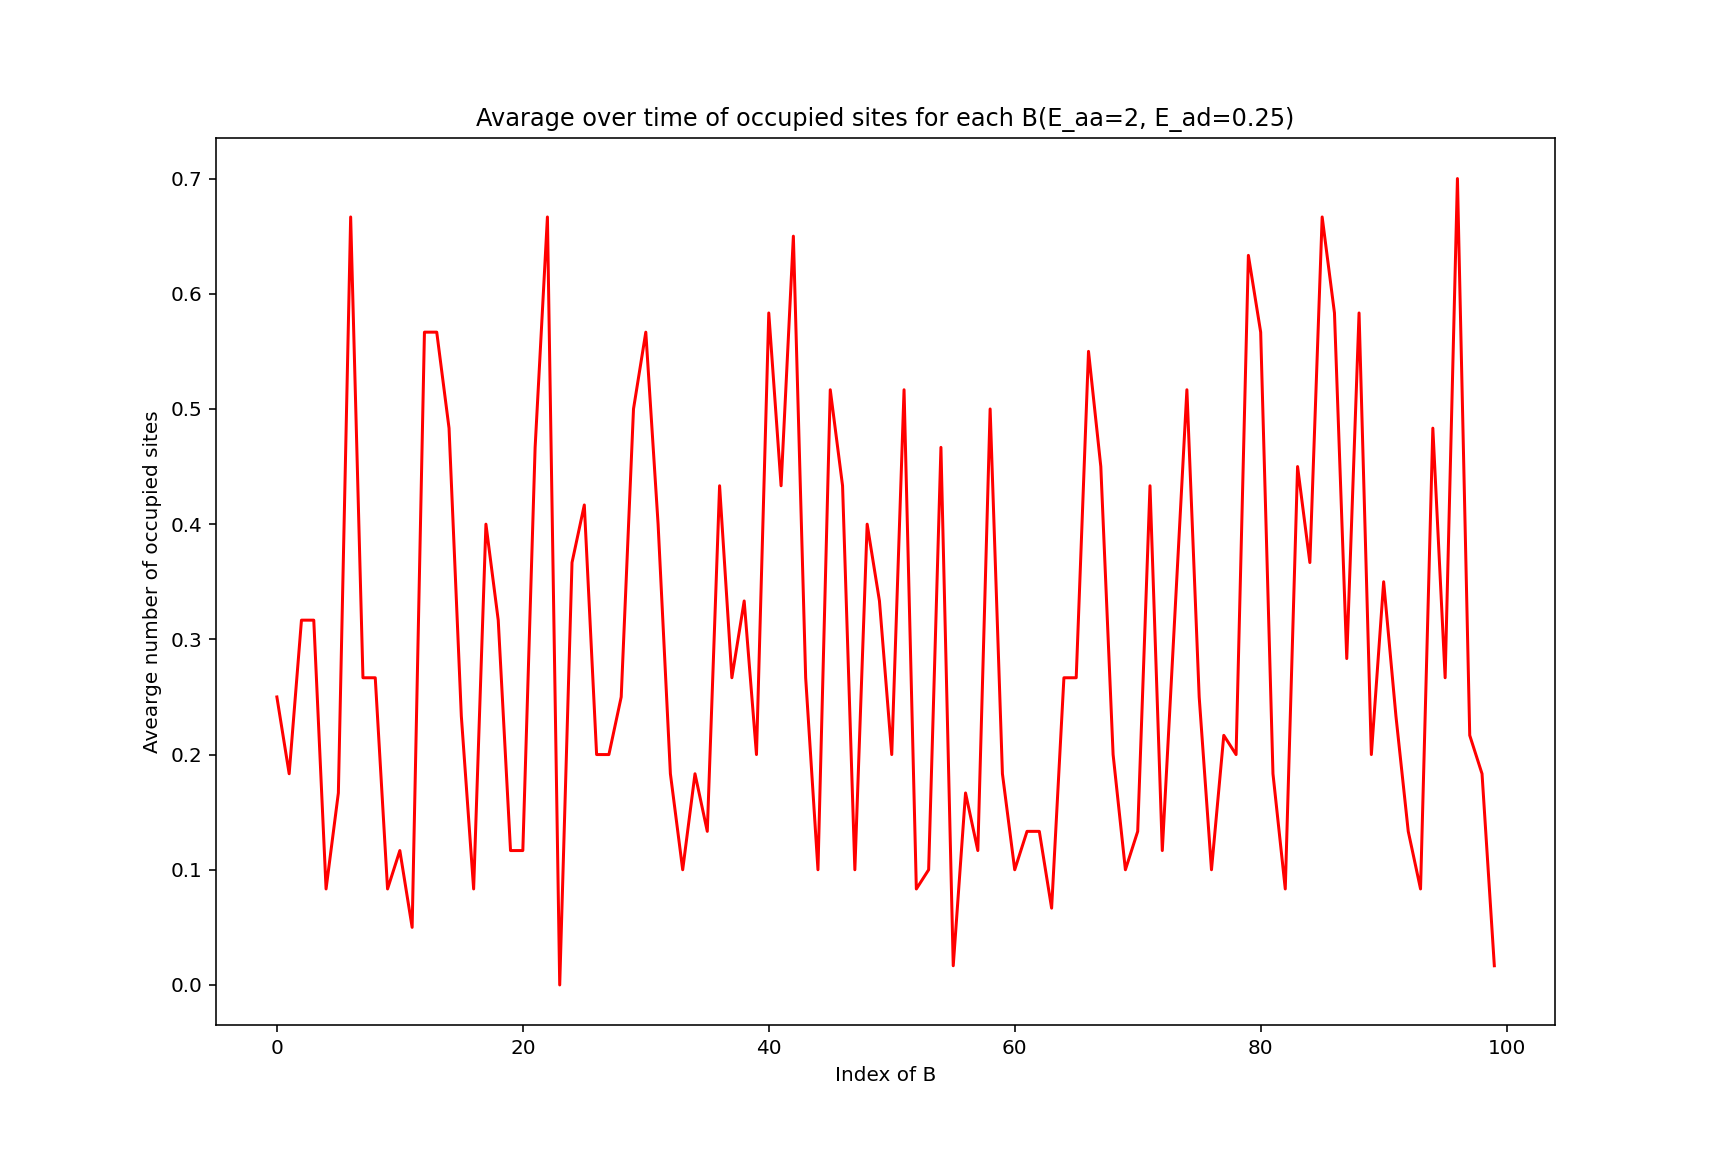 Avarage over time of occupied sites for each B(E_aa=2, E_ad=0.25)
Avearge number of occupied sites
0.7
0.6
0.5
0.4
0.3
0.2
0.1
0.0
0 20 40 60 80 100
Index of B